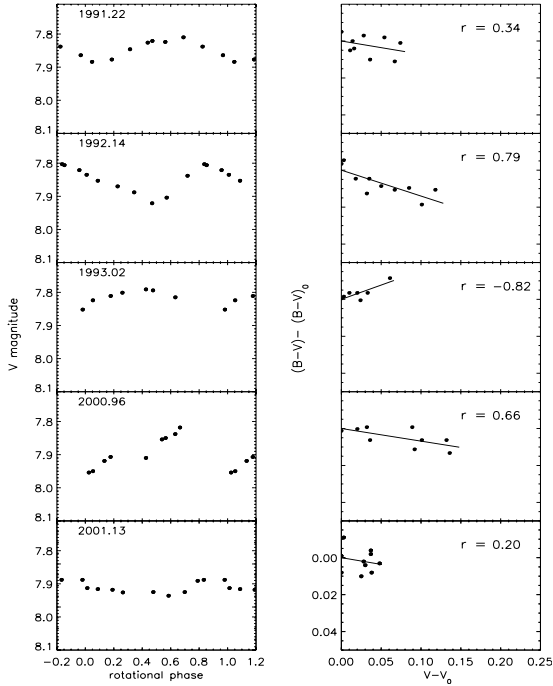 1991.22
7.8
7.9
8.0
8.1
r = 0.34
1992.14
7.8
7.9
8.0
8.1
r = 0.79
1993.02
7.8
7.9
8.0
8.1
r = −0.82
V magnitude
(B−V)− (B−V)0
2000.96
7.8
7.9
8.0
8.1
r = 0.66
2001.13
7.8
7.9
8.0
8.1
r = 0.20
0.00
0.02
0.04
−0.2 0.0 0.2 0.4 0.6 0.8 1.0 1.2
rotational phase
0.00 0.05 0.10 0.15 0.20 0.25
V−V0